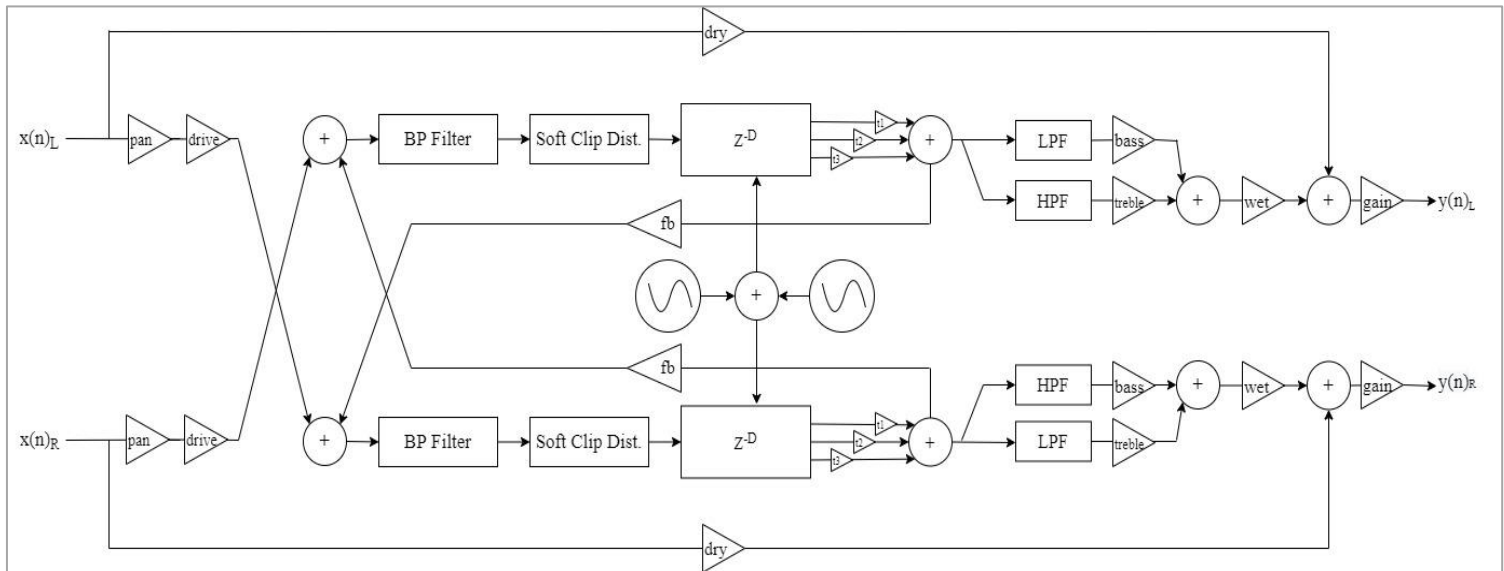 dry
x(n)L
pan
drive
+
BP Filter
Soft Clip Dist.
Z-D
t1
t2
t3
+
LPF
bass
HPF
treble
+
wet
+
gain
y(n)L
fb
+
fb
x(n)R
pan
drive
+
BP Filter
Soft Clip Dist.
Z-D
t1
t2
t3
+
HPF
bass
LPF
treble
+
wet
+
gain
y(n)R
dry